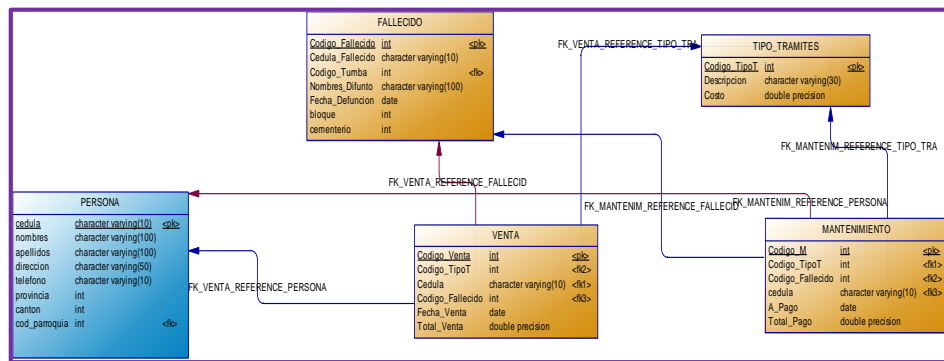 FALLECIDO
Codigo_Fallecido int <pk>
Cedula_Fallecido character varying(10)
Codigo_Tumba int <fk>
Nombres_Difunto character varying(100)
Fecha_Defuncion date
bloque int
cementerio int
FK_VENTA_REFERENCE_TIPO_TRA
TIPO_TRAMITES
Codigo_TipoT int <pk>
Descripcion character varying(30)
Costo double precision
FK_MANTENIM_REFERENCE_TIPO_TRA
FK_VENTA_REFERENCE_FALLECID
FK_MANTENIM_REFERENCE_PERSONA
FK_MANTENIM_REFERENCE_FALLECID
PERSONA
cedula character varying(10) <pk>
nombres character varying(100)
apellidos character varying(100)
direccion character varying(50)
telefono character varying(10)
provincia int
canton int
cod_parroquia int <fk>
FK_VENTA_REFERENCE_PERSONA
VENTA
Codigo_Venta int <pk>
Codigo_TipoT int <fk2>
Cedula character varying(10) <fk1>
Codigo_Fallecido int <fk3>
Fecha_Venta date
Total_Venta double precision
MANTENIMIENTO
Codigo_M int <pk>
Codigo_TipoT int <fk1>
Codigo_Fallecido int <fk2>
cedula character varying(10) <fk3>
A_Pago date
Total_Pago double precision